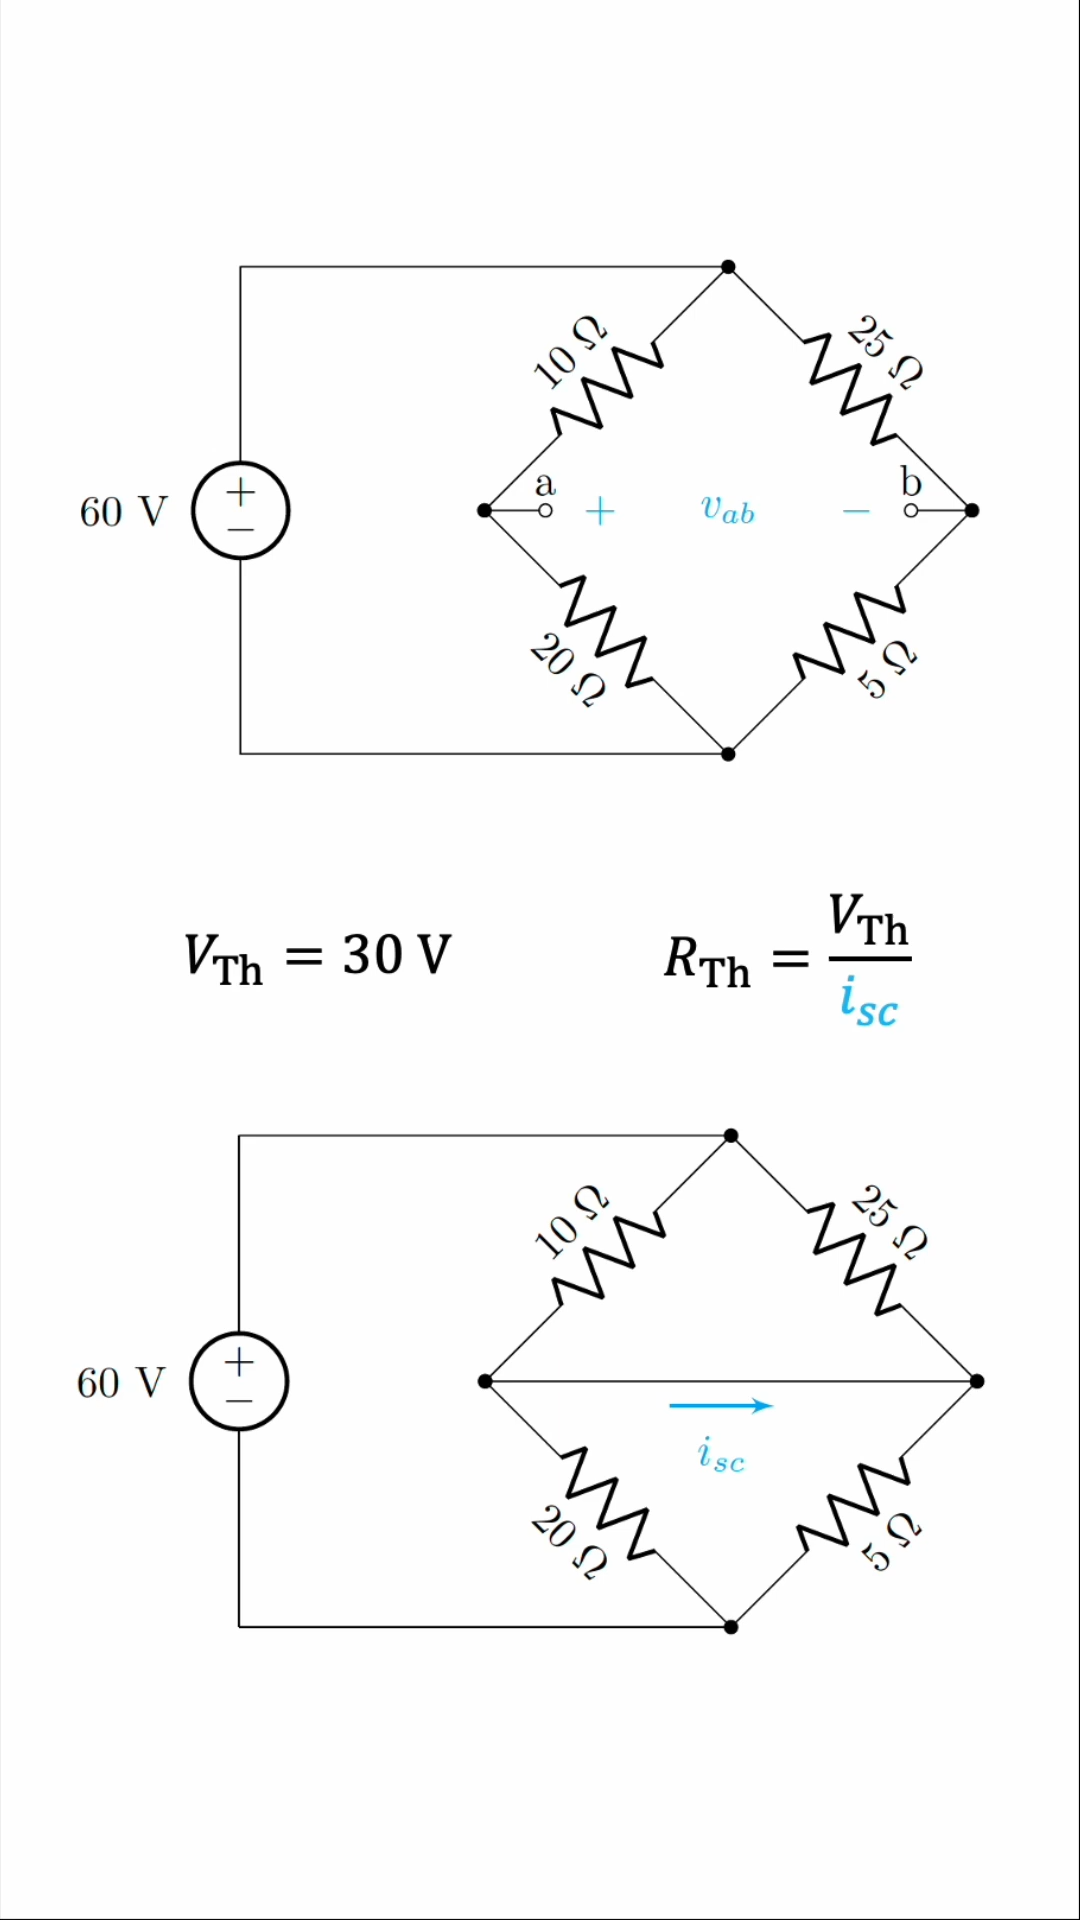 10 Ω
25 Ω
60 V
+
−
a
+
v_ab
−
b
20 Ω
5 Ω
V_Th = 30 V
R_Th = V_Th / i_sc
10 Ω
25 Ω
60 V
+
−
i_sc
20 Ω
5 Ω